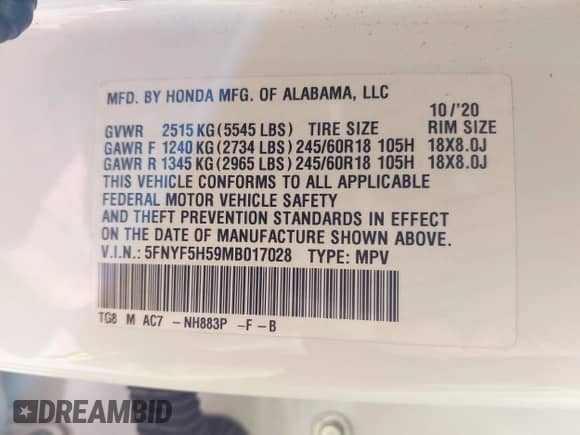 MFD. BY HONDA MFG. OF ALABAMA, LLC
10/'20
GVWR 2515 KG (5545 LBS) TIRE SIZE RIM SIZE
GAWR F 1240 KG (2734 LBS) 245/60R18 105H 18X8.0J
GAWR R 1345 KG (2965 LBS) 245/60R18 105H 18X8.0J
THIS VEHICLE CONFORMS TO ALL APPLICABLE
FEDERAL MOTOR VEHICLE SAFETY
AND THEFT PREVENTION STANDARDS IN EFFECT
ON THE DATE OF MANUFACTURE SHOWN ABOVE.
V.I.N.: 5FNYF5H59MB017028 TYPE: MPV
TG8 M AC7 -NH883P -F-B
DREAMBID